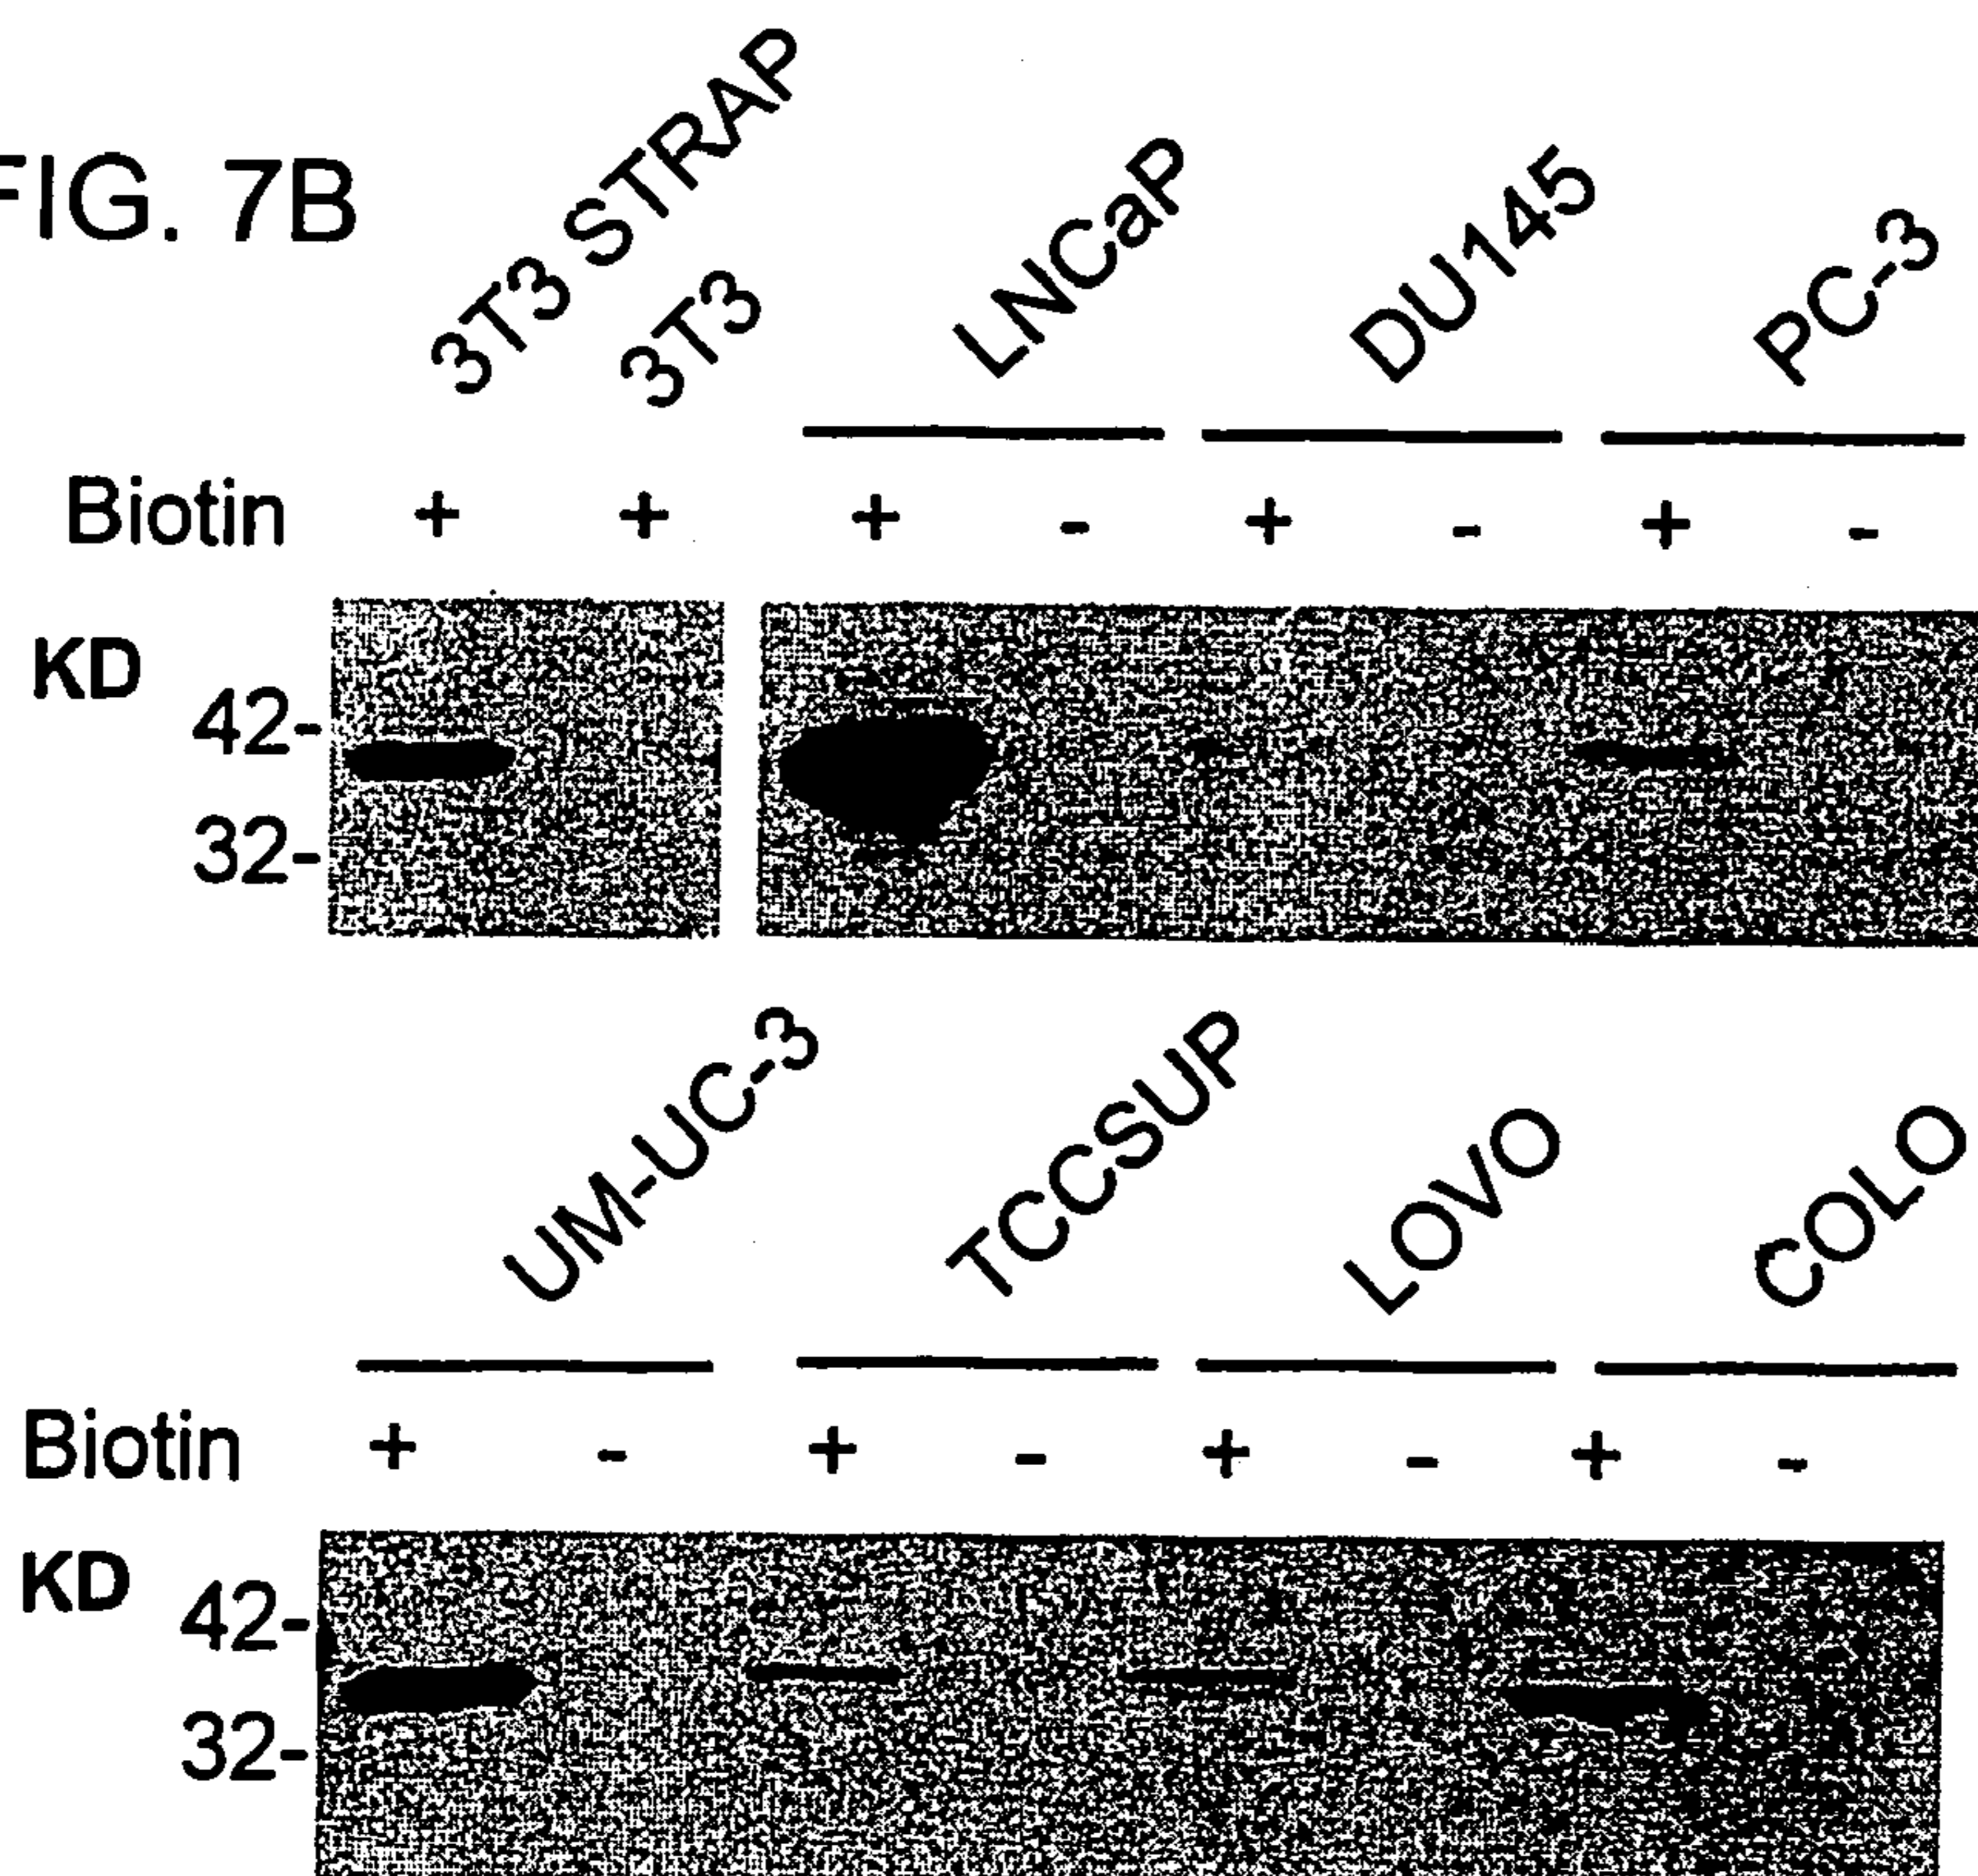 FIG. 7B
3T3 STRAP
3T3
LNCaP
DU145
PC-3
Biotin + + + - + - + -
KD
42-
32-
UM-UC-3
TCCSUP
LOVO
COLO
Biotin + - + - + - + -
KD
42-
32-